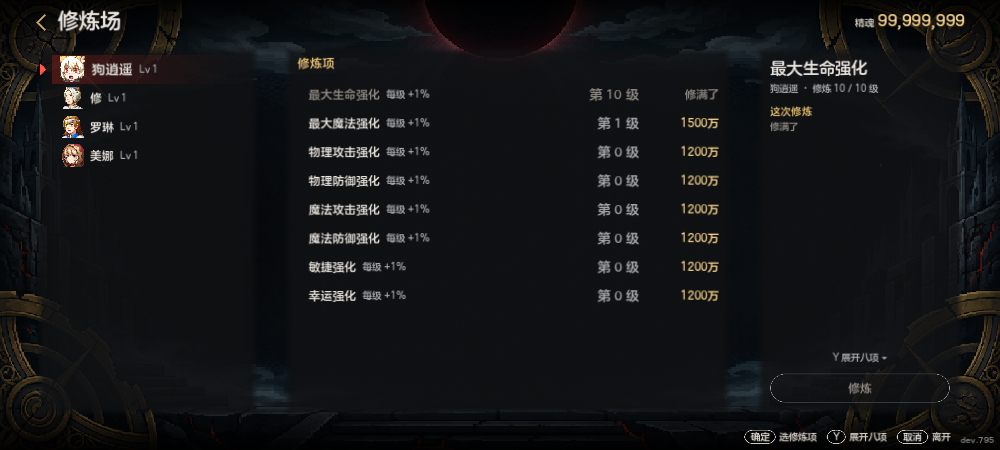 修炼场
精魂 99,999,999
狗逍遥 Lv1
修 Lv1
罗琳 Lv1
美娜 Lv1
修炼项
最大生命强化 每级 +1% 第 10 级 修满了
最大魔法强化 每级 +1% 第 1 级 1500万
物理攻击强化 每级 +1% 第 0 级 1200万
物理防御强化 每级 +1% 第 0 级 1200万
魔法攻击强化 每级 +1% 第 0 级 1200万
魔法防御强化 每级 +1% 第 0 级 1200万
敏捷强化 每级 +1% 第 0 级 1200万
幸运强化 每级 +1% 第 0 级 1200万
最大生命强化
狗逍遥 · 修炼 10 / 10 级
这次修炼
修满了
Y 展开八项
修炼
确定 选修炼项 Y 展开八项 取消 离开
dev.795